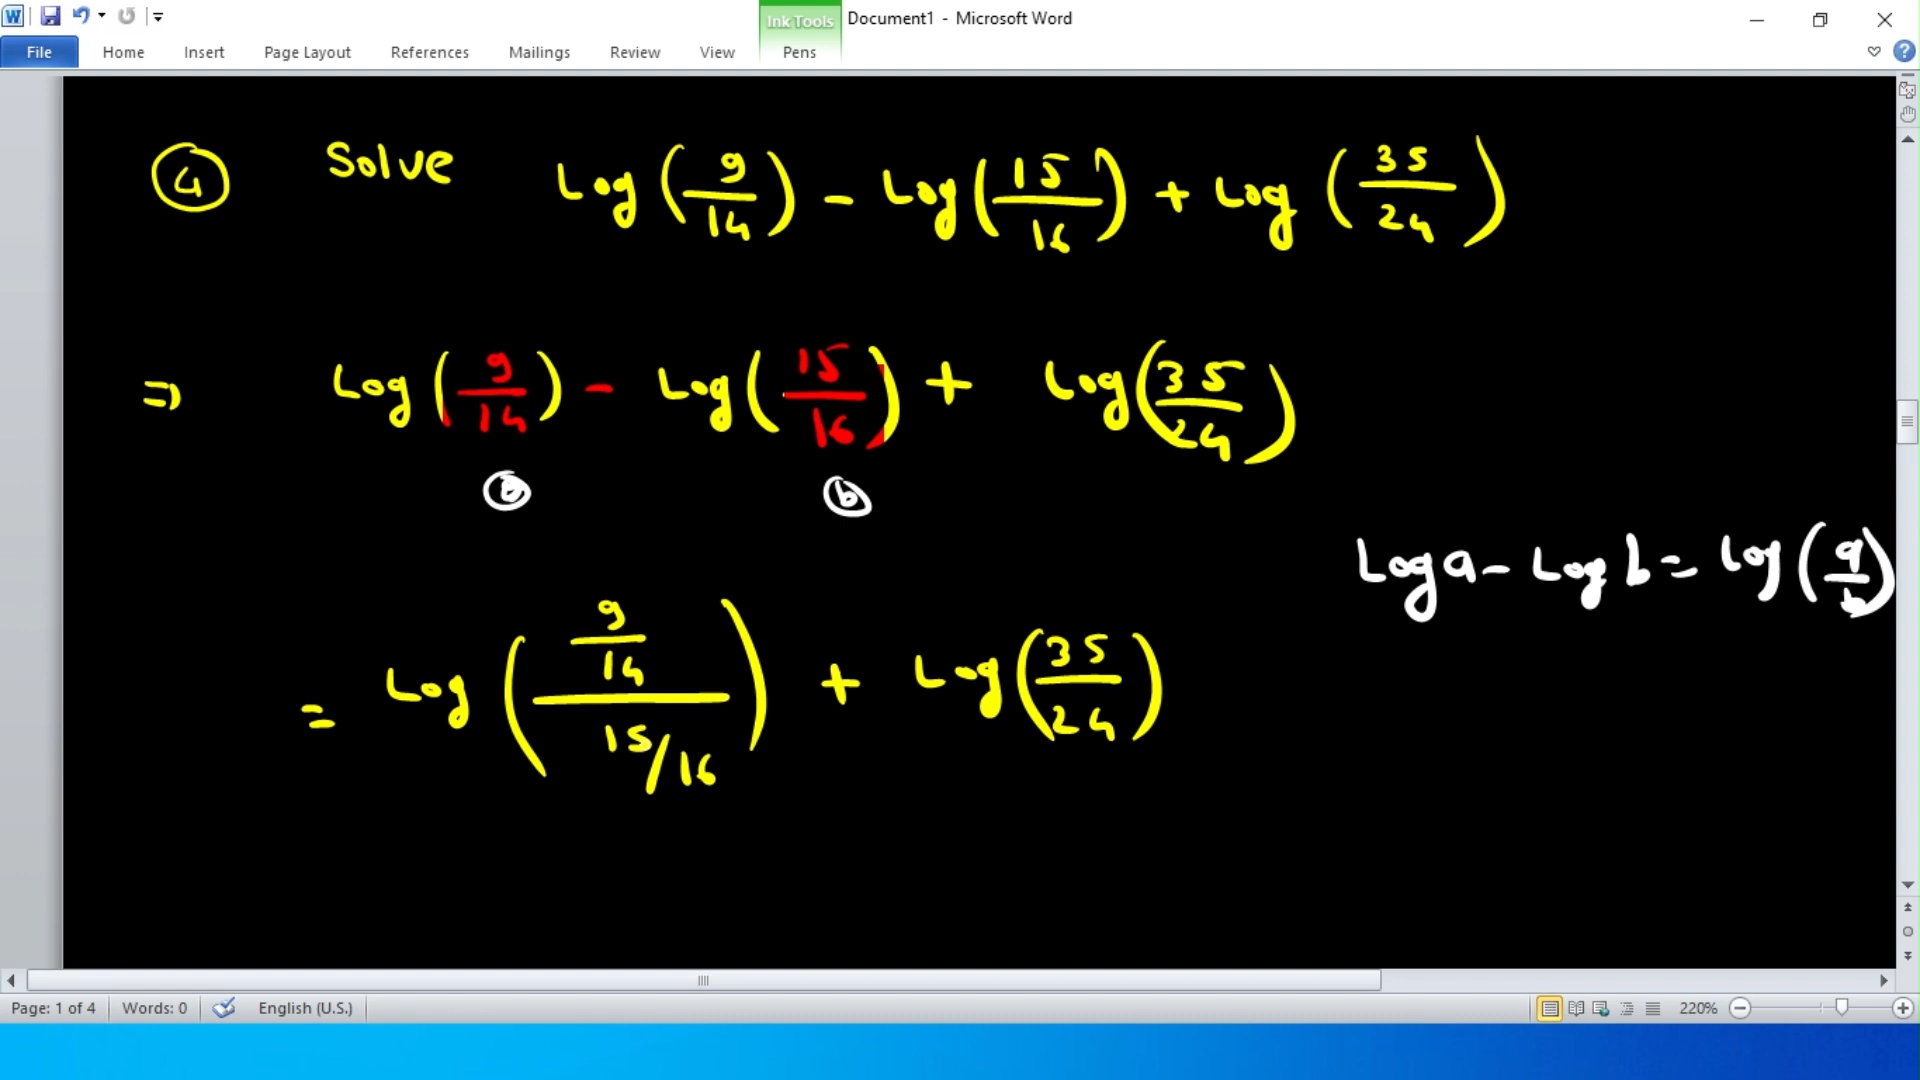 Ink Tools Document1 - Microsoft Word
File Home Insert Page Layout References Mailings Review View Pens
④ Solve Log(9/14) - Log(15/16) + Log(35/24)
=> Log(9/14) - Log(15/16) + Log(35/24)
ⓐ ⓑ
Log a - Log b = Log(a/b)
= Log((9/14)/(15/16)) + Log(35/24)
Page: 1 of 4 Words: 0 English (U.S.) 220%